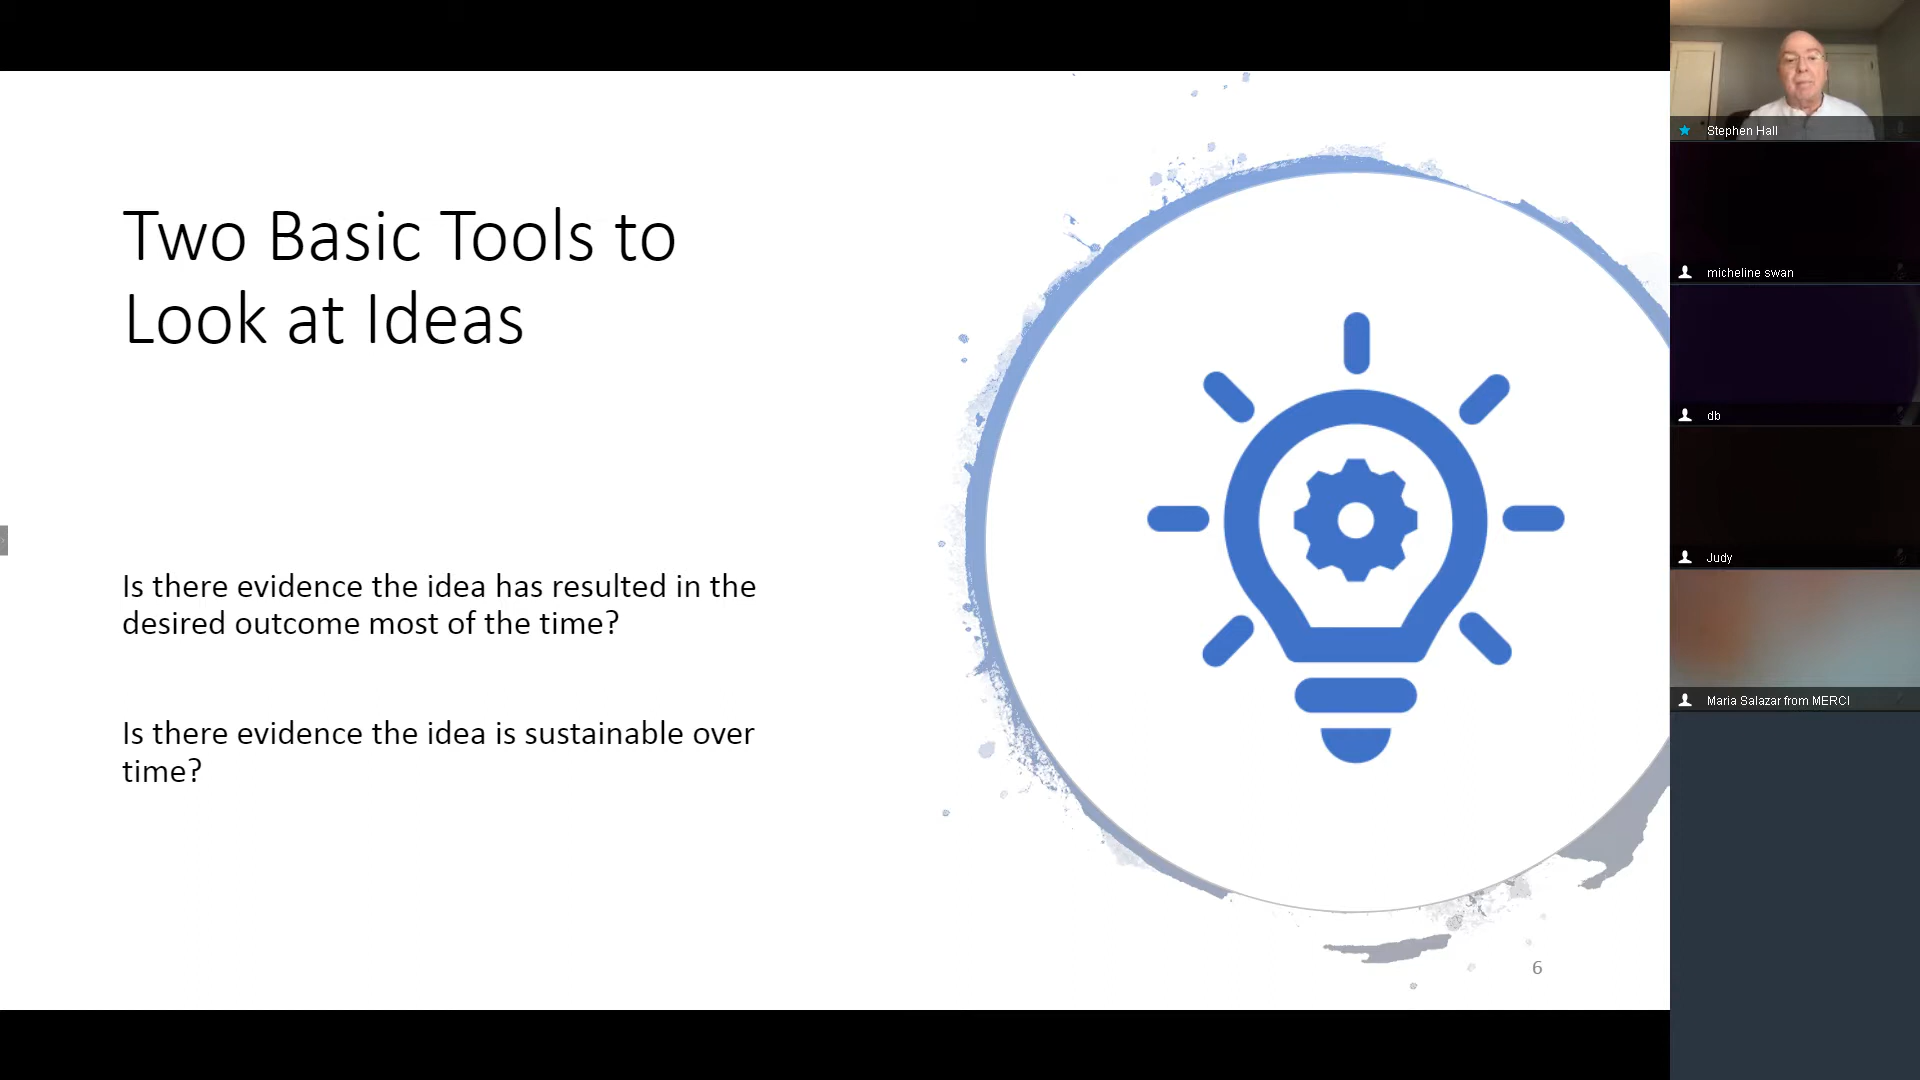 Two Basic Tools to
Look at Ideas
Is there evidence the idea has resulted in the
desired outcome most of the time?
Is there evidence the idea is sustainable over
time?
6
Stephen Hall
micheline swan
db
Judy
Maria Salazar from MERCI